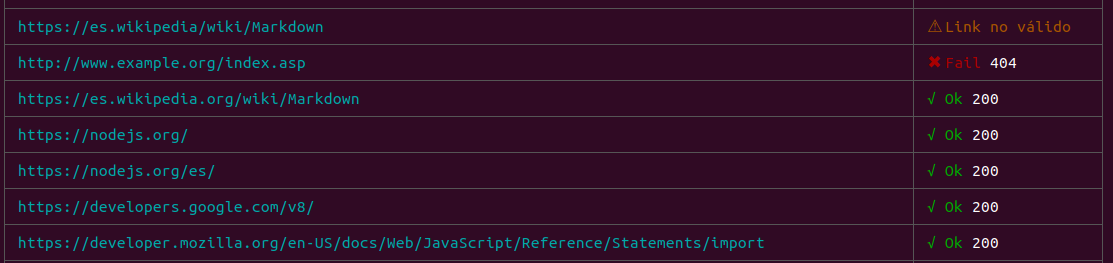 https://es.wikipedia/wiki/Markdown ⚠ Link no válido
http://www.example.org/index.asp ✖ Fail 404
https://es.wikipedia.org/wiki/Markdown √ Ok 200
https://nodejs.org/ √ Ok 200
https://nodejs.org/es/ √ Ok 200
https://developers.google.com/v8/ √ Ok 200
https://developer.mozilla.org/en-US/docs/Web/JavaScript/Reference/Statements/import √ Ok 200